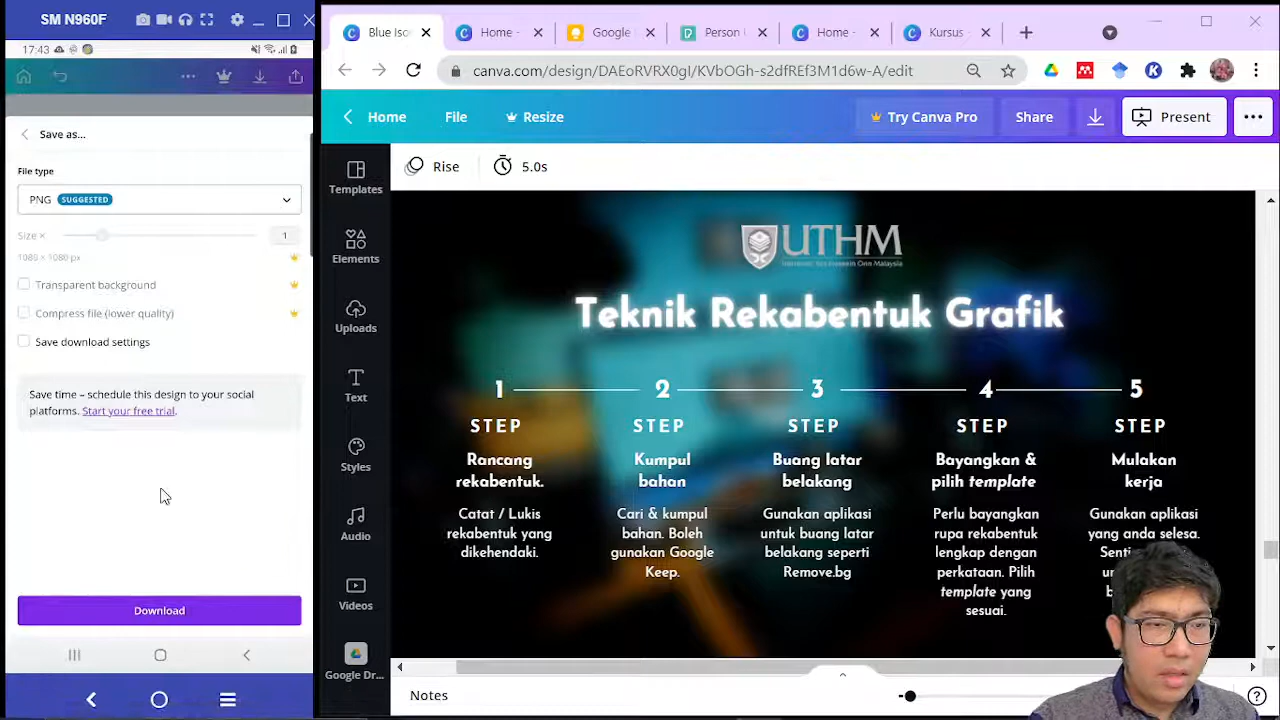 SM N960F
17:43
Save as...
File type
PNG SUGGESTED
Size ×
1
1080 × 1080 px
Transparent background
Compress file (lower quality)
Save download settings
Save time – schedule this design to your social
platforms. Start your free trial.
Download
Blue Iso
Home -
Google
Person
Home -
Kursus -
canva.com/design/DAEoRVRX0gI/KVbOGh-s2dfREf3M1d6w-A/edit
Home
File
Resize
Try Canva Pro
Share
Present
Rise
5.0s
Templates
Elements
Uploads
Text
Styles
Audio
Videos
Google Dr...
UTHM
Teknik Rekabentuk Grafik
1
2
3
4
5
STEP
STEP
STEP
STEP
STEP
Rancang
rekabentuk.
Catat / Lukis
rekabentuk yang
dikehendaki.
Kumpul
bahan
Cari & kumpul
bahan. Boleh
gunakan Google
Keep.
Buang latar
belakang
Gunakan aplikasi
untuk buang latar
belakang seperti
Remove.bg
Bayangkan &
pilih template
Perlu bayangkan
rupa rekabentuk
lengkap dengan
perkataan. Pilih
template yang
sesuai.
Mulakan
kerja
Gunakan aplikasi
yang anda selesa.
Notes